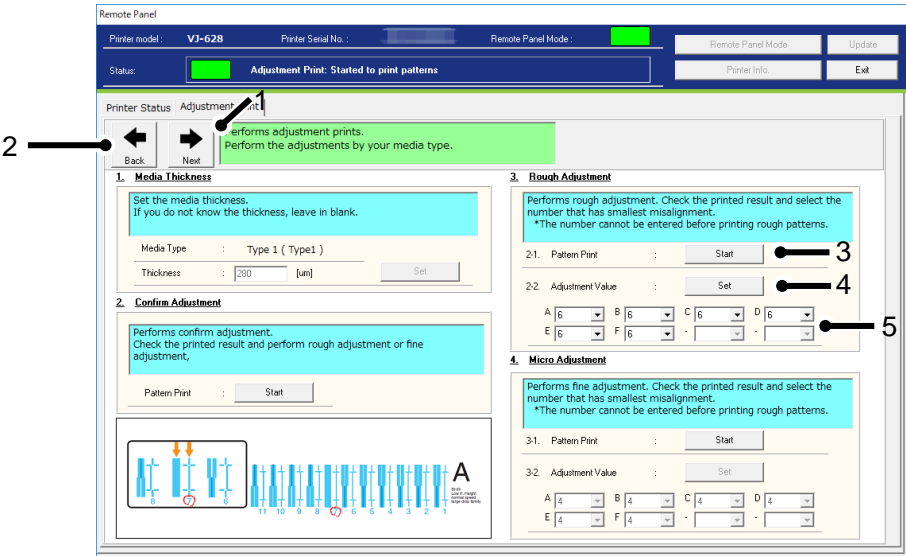 Remote Panel
Printer model : VJ-628 Printer Serial No. : Remote Panel Mode : Remote Panel Mode Update
Status: Adjustment Print: Started to print patterns Printer Info. Exit
Printer Status Adjustment
1
2
Back Next
erforms adjustment prints.
Perform the adjustments by your media type.
1. Media Thickness
Set the media thickness.
If you do not know the thickness, leave in blank.
Media Type : Type 1 ( Type1 )
Thickness : 280 [um] Set
2. Confirm Adjustment
Performs confirm adjustment.
Check the printed result and perform rough adjustment or fine
adjustment,
Pattern Print : Start
8 7 6
11 10 9 8 7 6 5 4 3 2 1
A
3. Rough Adjustment
Performs rough adjustment. Check the printed result and select the
number that has smallest misalignment.
*The number cannot be entered before printing rough patterns.
2-1. Pattern Print : Start 3
2-2. Adjustment Value : Set 4
A 6 B 6 C 6 D 6
E 6 F 6 - - 5
4. Micro Adjustment
Performs fine adjustment. Check the printed result and select the
number that has smallest misalignment.
*The number cannot be entered before printing rough patterns.
3-1. Pattern Print : Start
3-2. Adjustment Value : Set
A 4 B 4 C 4 D 4
E 4 F 4 - -